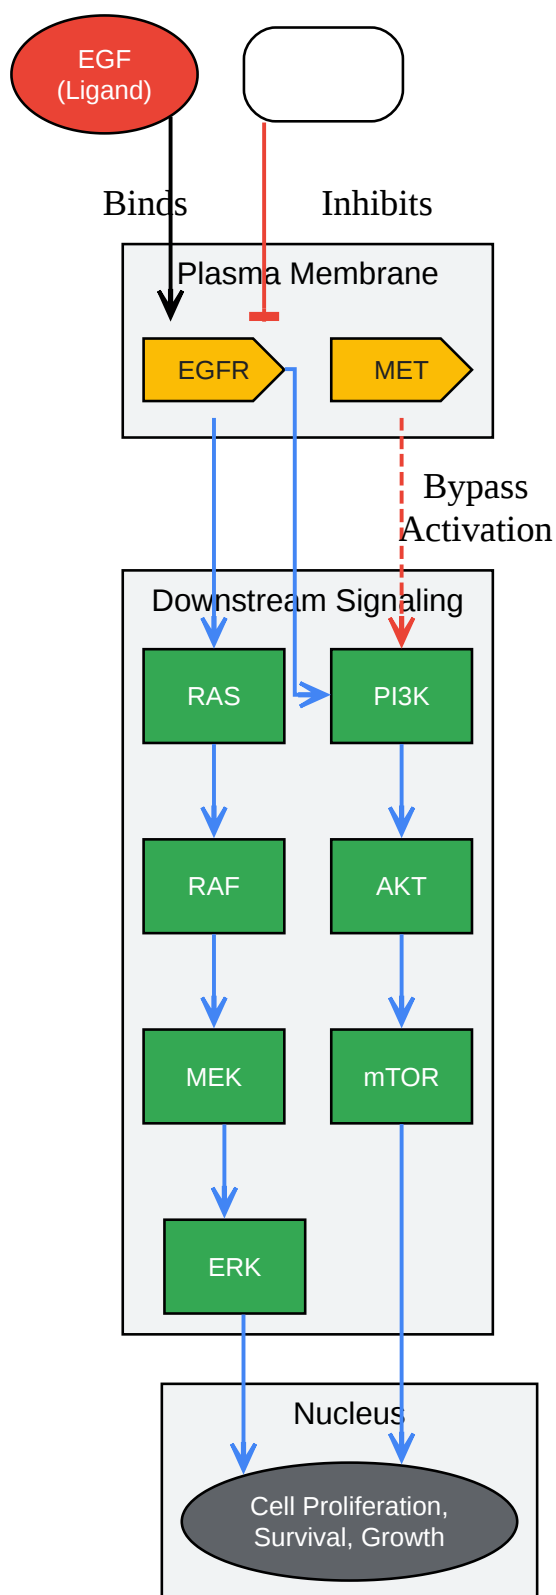 EGF
(Ligand)
Binds
Inhibits
Plasma Membrane
EGFR
MET
Bypass
Activation
Downstream Signaling
RAS
PI3K
RAF
AKT
MEK
mTOR
ERK
Nucleus
Cell Proliferation,
Survival, Growth